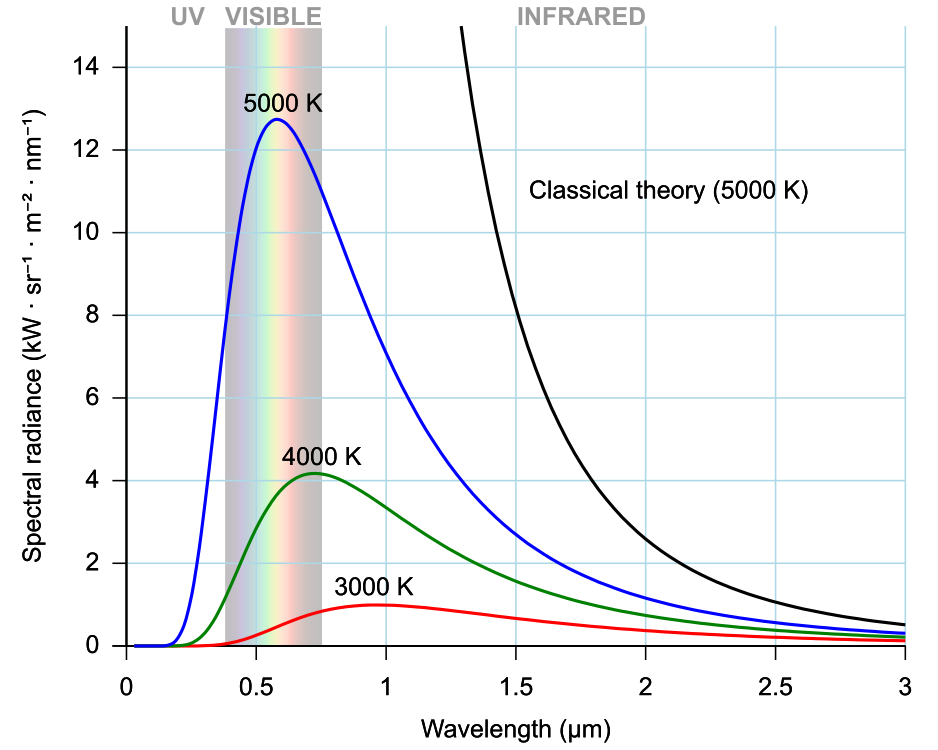 UV VISIBLE INFRARED
14
12
10
8
6
4
2
0
Spectral radiance (kW · sr⁻¹ · m⁻² · nm⁻¹)
5000 K
Classical theory (5000 K)
4000 K
3000 K
0 0.5 1 1.5 2 2.5 3
Wavelength (μm)